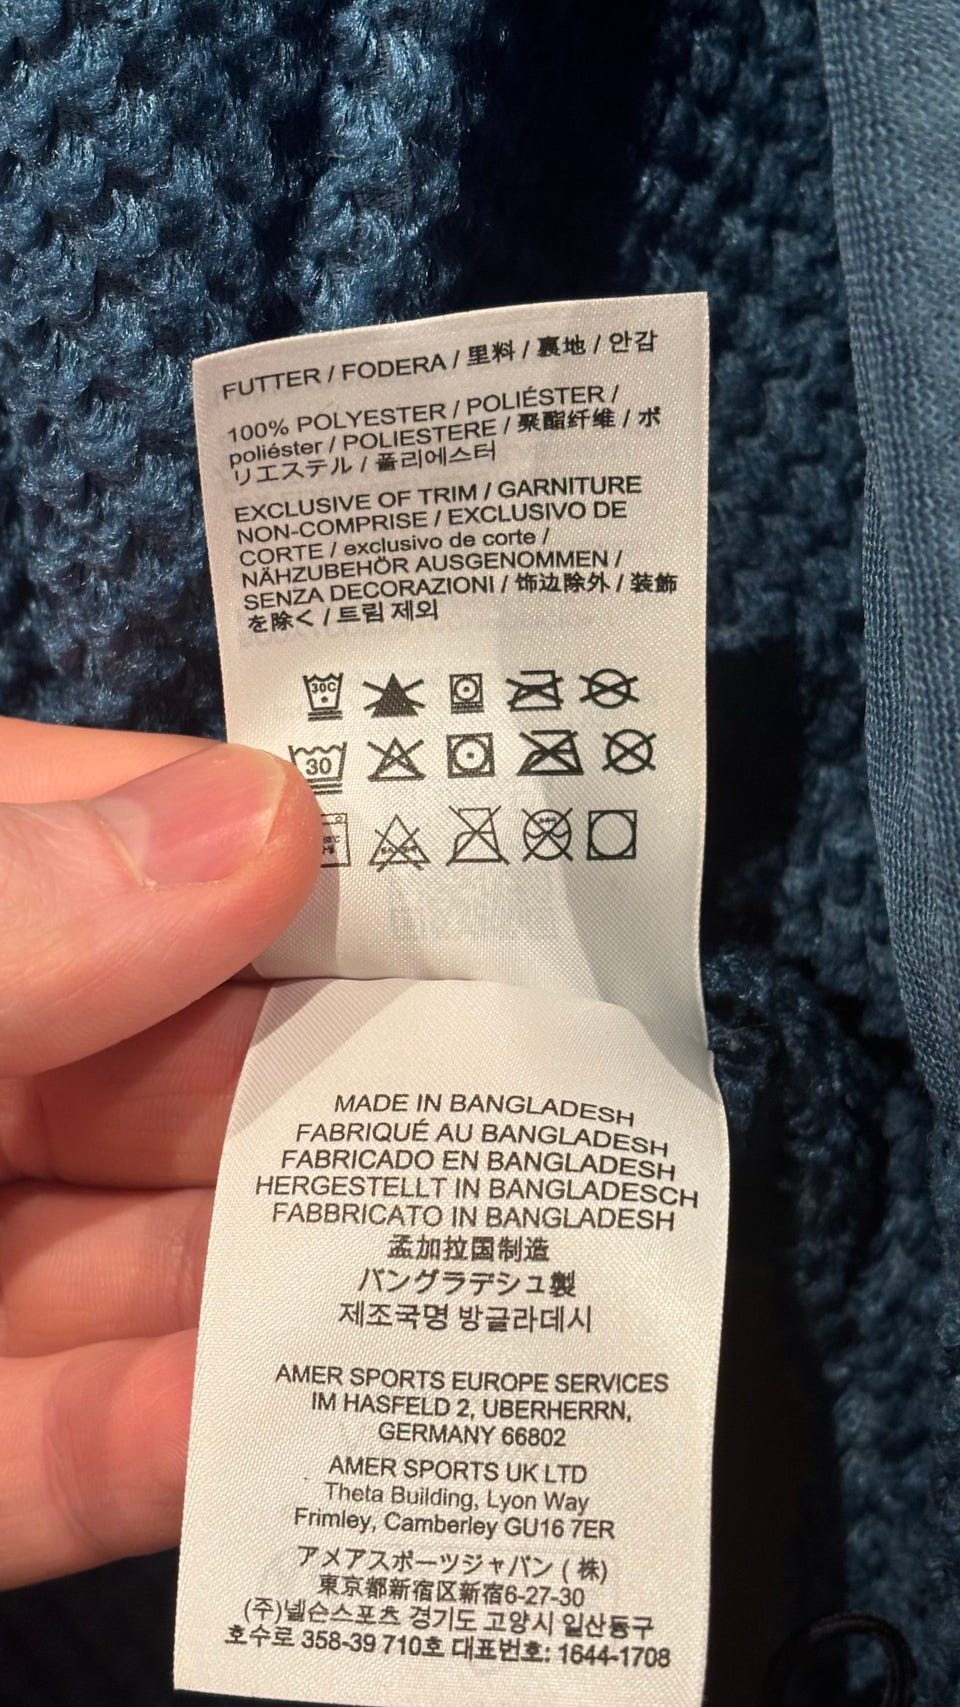 FUTTER / FODERA / 里料 / 裏地 / 안감
100% POLYESTER / POLIÉSTER /
poliéster / POLIESTERE / 聚酯纤维 / ポ
リエステル / 폴리에스터
EXCLUSIVE OF TRIM / GARNITURE
NON-COMPRISE / EXCLUSIVO DE
CORTE / exclusivo de corte /
NÄHZUBEHÖR AUSGENOMMEN /
SENZA DECORAZIONI / 饰边除外 / 装飾
を除く / 트림 제외
30C
30
MADE IN BANGLADESH
FABRIQUÉ AU BANGLADESH
FABRICADO EN BANGLADESH
HERGESTELLT IN BANGLADESCH
FABBRICATO IN BANGLADESH
孟加拉国制造
バングラデシュ製
제조국명 방글라데시
AMER SPORTS EUROPE SERVICES
IM HASFELD 2, UBERHERRN,
GERMANY 66802
AMER SPORTS UK LTD
Theta Building, Lyon Way
Frimley, Camberley GU16 7ER
アメアスポーツジャパン ( 株)
東京都新宿区新宿6-27-30
(주)넬슨스포츠 경기도 고양시 일산동구
호수로 358-39 710호 대표번호: 1644-1708